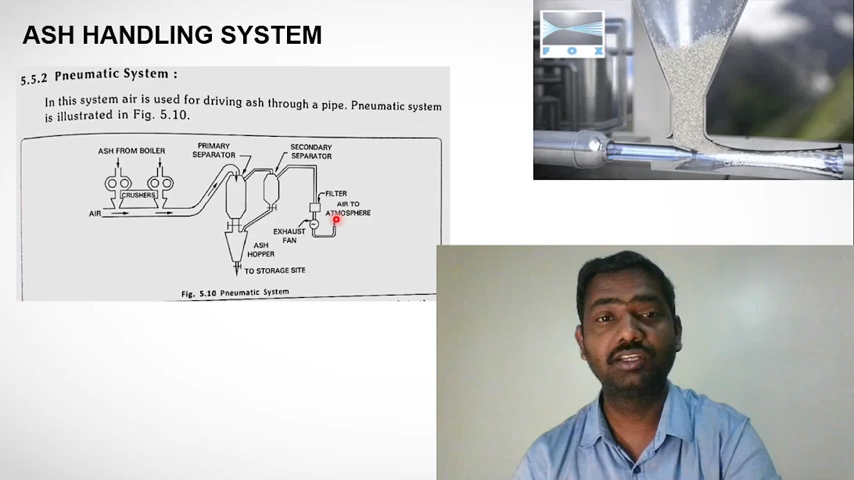 ASH HANDLING SYSTEM
5.5.2 Pneumatic System :
In this system air is used for driving ash through a pipe. Pneumatic system
is illustrated in Fig. 5.10.
ASH FROM BOILER
PRIMARY
SEPARATOR
SECONDARY
SEPARATOR
CRUSHERS
AIR
FILTER
AIR TO
ATMOSPHERE
EXHAUST
FAN
ASH
HOPPER
TO STORAGE SITE
Fig. 5.10 Pneumatic System
FOX